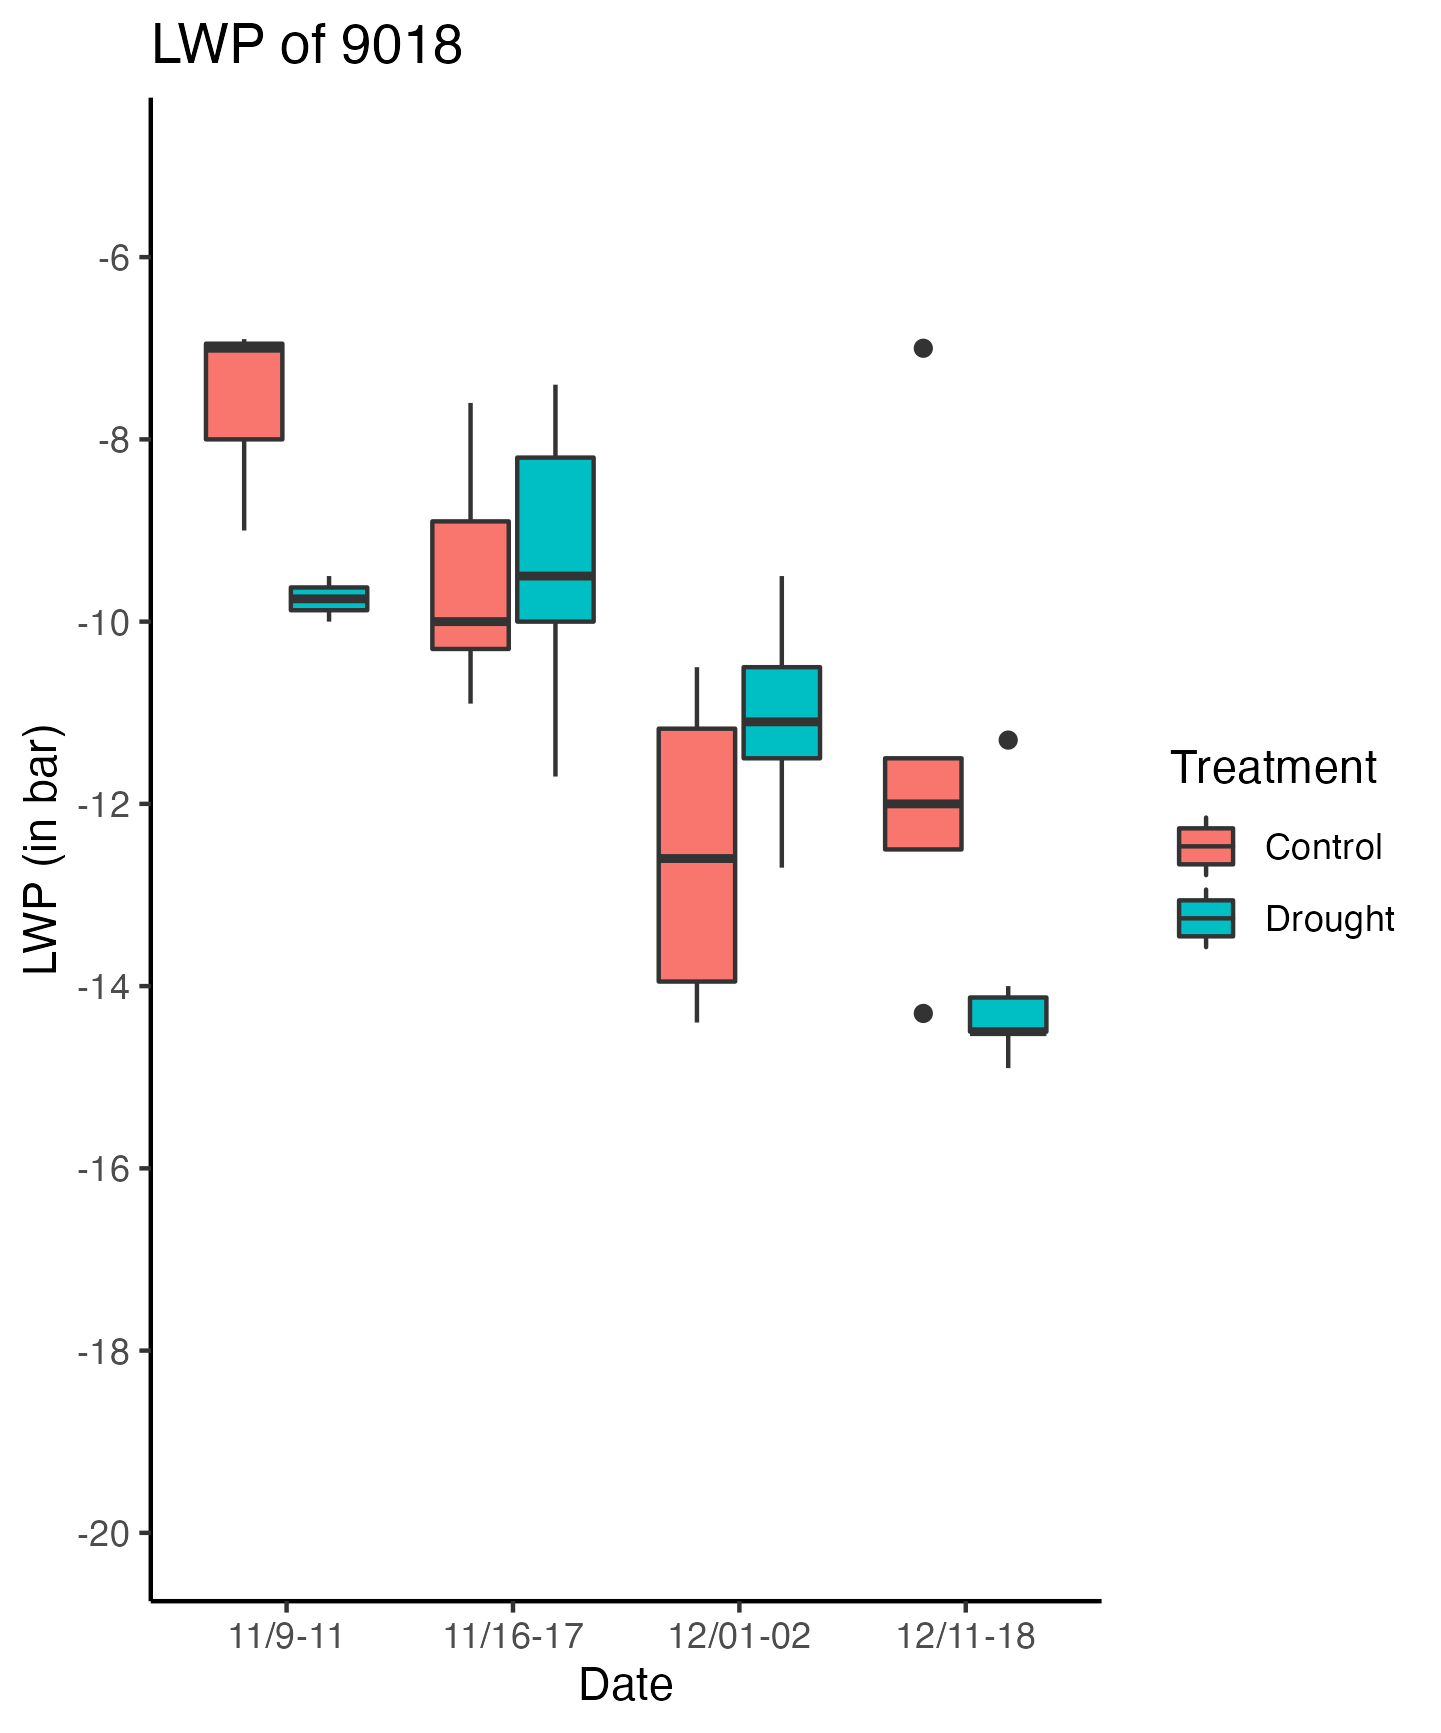 LWP of 9018
LWP (in bar)
-6
-8
-10
-12
-14
-16
-18
-20
11/9-11
11/16-17
12/01-02
12/11-18
Date
Treatment
Control
Drought